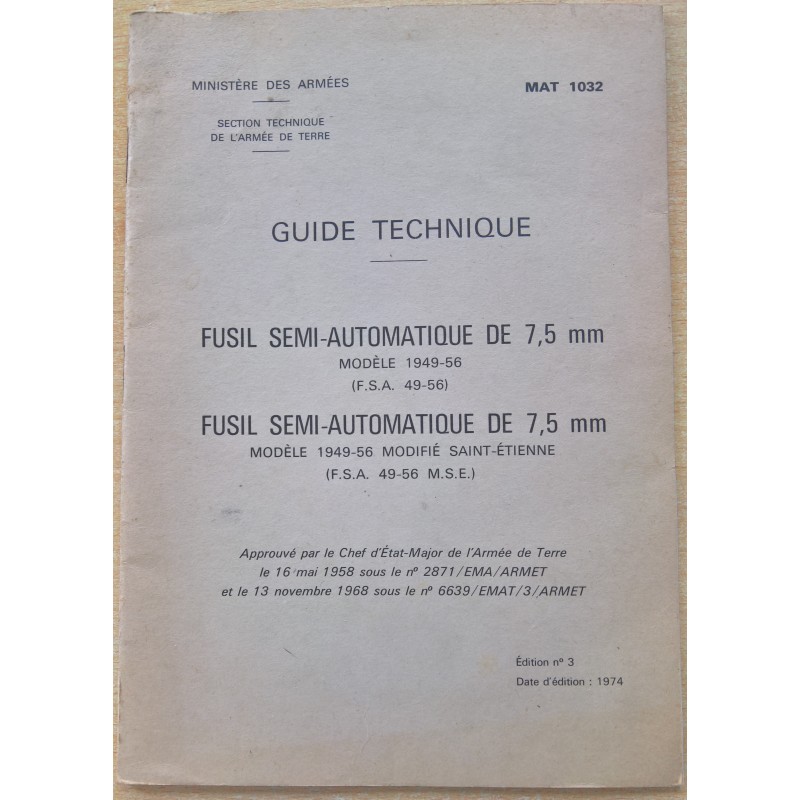 MINISTÈRE DES ARMÉES
MAT 1032
SECTION TECHNIQUE
DE L'ARMÉE DE TERRE
GUIDE TECHNIQUE
FUSIL SEMI-AUTOMATIQUE DE 7,5 mm
MODÈLE 1949-56
(F.S.A. 49-56)
FUSIL SEMI-AUTOMATIQUE DE 7,5 mm
MODÈLE 1949-56 MODIFIÉ SAINT-ÉTIENNE
(F.S.A. 49-56 M.S.E.)
Approuvé par le Chef d'État-Major de l'Armée de Terre
le 16 mai 1958 sous le nº 2871/EMA/ARMET
et le 13 novembre 1968 sous le nº 6639/EMAT/3/ARMET
Édition nº 3
Date d'édition : 1974